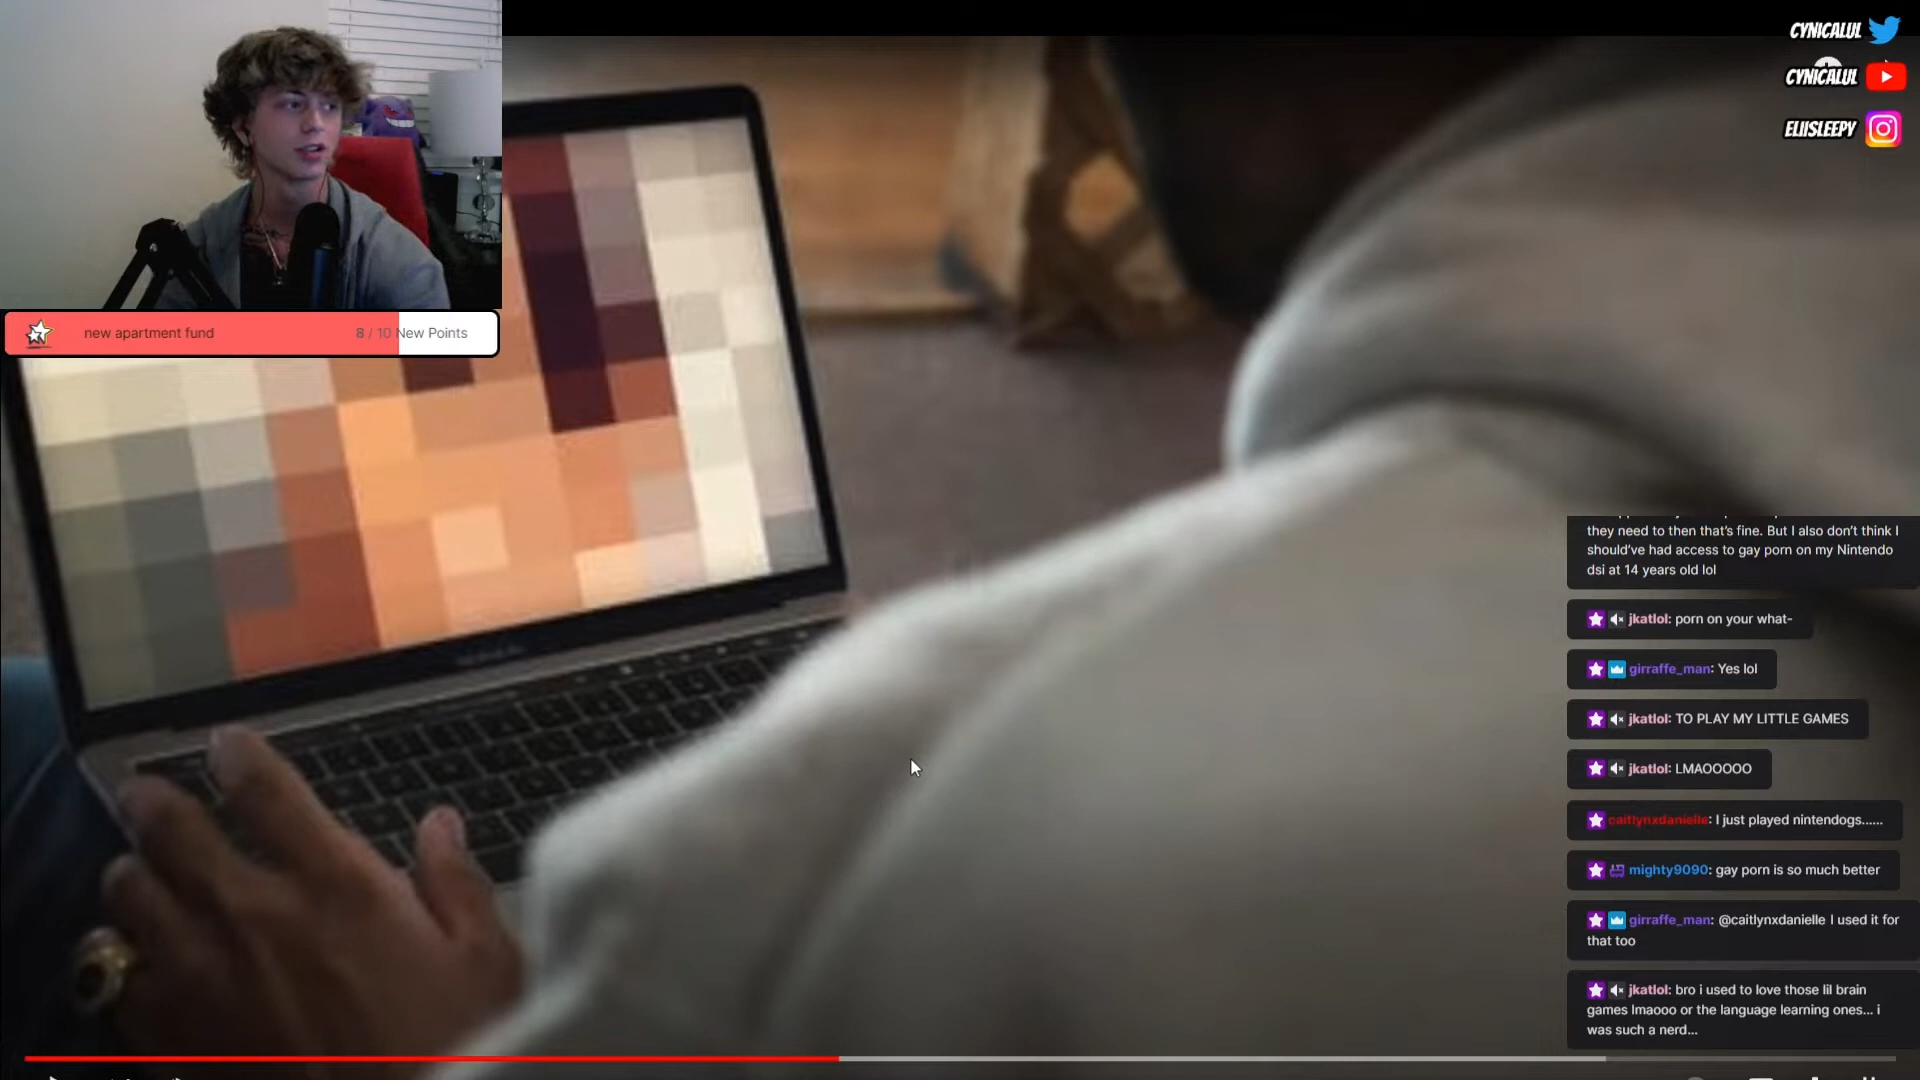 CYNICALUL
CYNICALUL
ELIISLEEPY
new apartment fund 8 / 10 New Points
they need to then that's fine. But I also don't think I
should've had access to gay porn on my Nintendo
dsi at 14 years old lol
jkatlol: porn on your what-
girraffe_man: Yes lol
jkatlol: TO PLAY MY LITTLE GAMES
jkatlol: LMAOOOOO
caitlynxdanielle: I just played nintendogs......
mighty9090: gay porn is so much better
girraffe_man: @caitlynxdanielle I used it for
that too
jkatlol: bro i used to love those lil brain
games lmaooo or the language learning ones... i
was such a nerd...